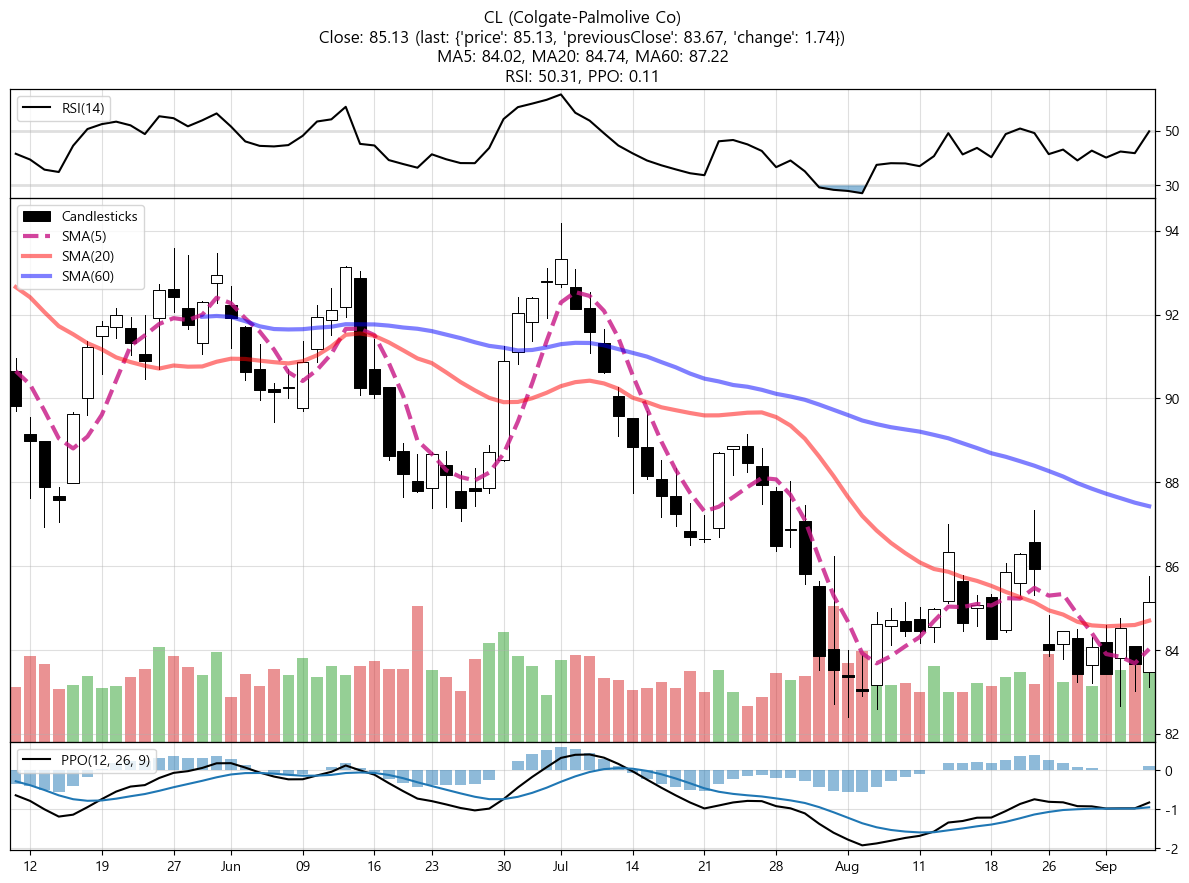 CL (Colgate-Palmolive Co)
Close: 85.13 (last: {'price': 85.13, 'previousClose': 83.67, 'change': 1.74})
MA5: 84.02, MA20: 84.74, MA60: 87.22
RSI: 50.31, PPO: 0.11
RSI(14)
50
30
Candlesticks
SMA(5)
SMA(20)
SMA(60)
94
92
90
88
86
84
82
PPO(12, 26, 9)
0
-1
-2
12 19 27 Jun 09 16 23 30 Jul 14 21 28 Aug 11 18 26 Sep